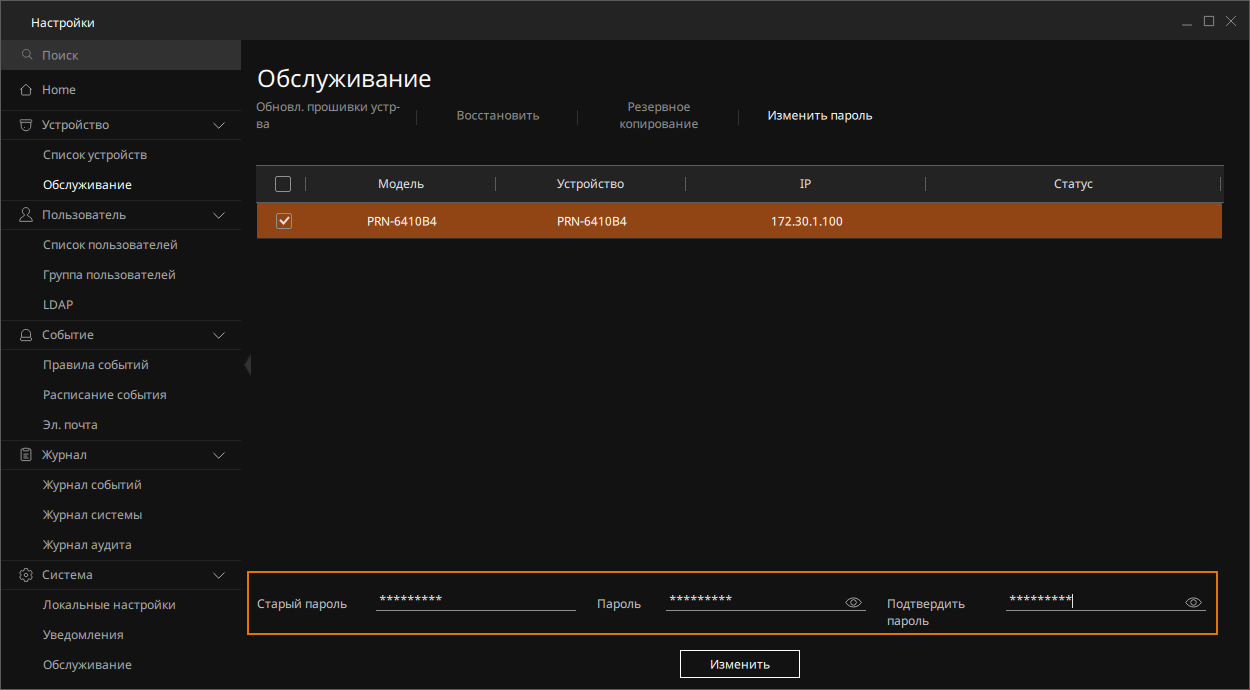 Настройки
Поиск
Home
Устройство
Список устройств
Обслуживание
Пользователь
Список пользователей
Группа пользователей
LDAP
Событие
Правила событий
Расписание события
Эл. почта
Журнал
Журнал событий
Журнал системы
Журнал аудита
Система
Локальные настройки
Уведомления
Обслуживание
Обслуживание
Обновл. прошивки устр-
ва
Восстановить
Резервное
копирование
Изменить пароль
Модель Устройство IP Статус
PRN-6410B4 PRN-6410B4 172.30.1.100
Старый пароль *********
Пароль *********
Подтвердить
пароль
*********
Изменить